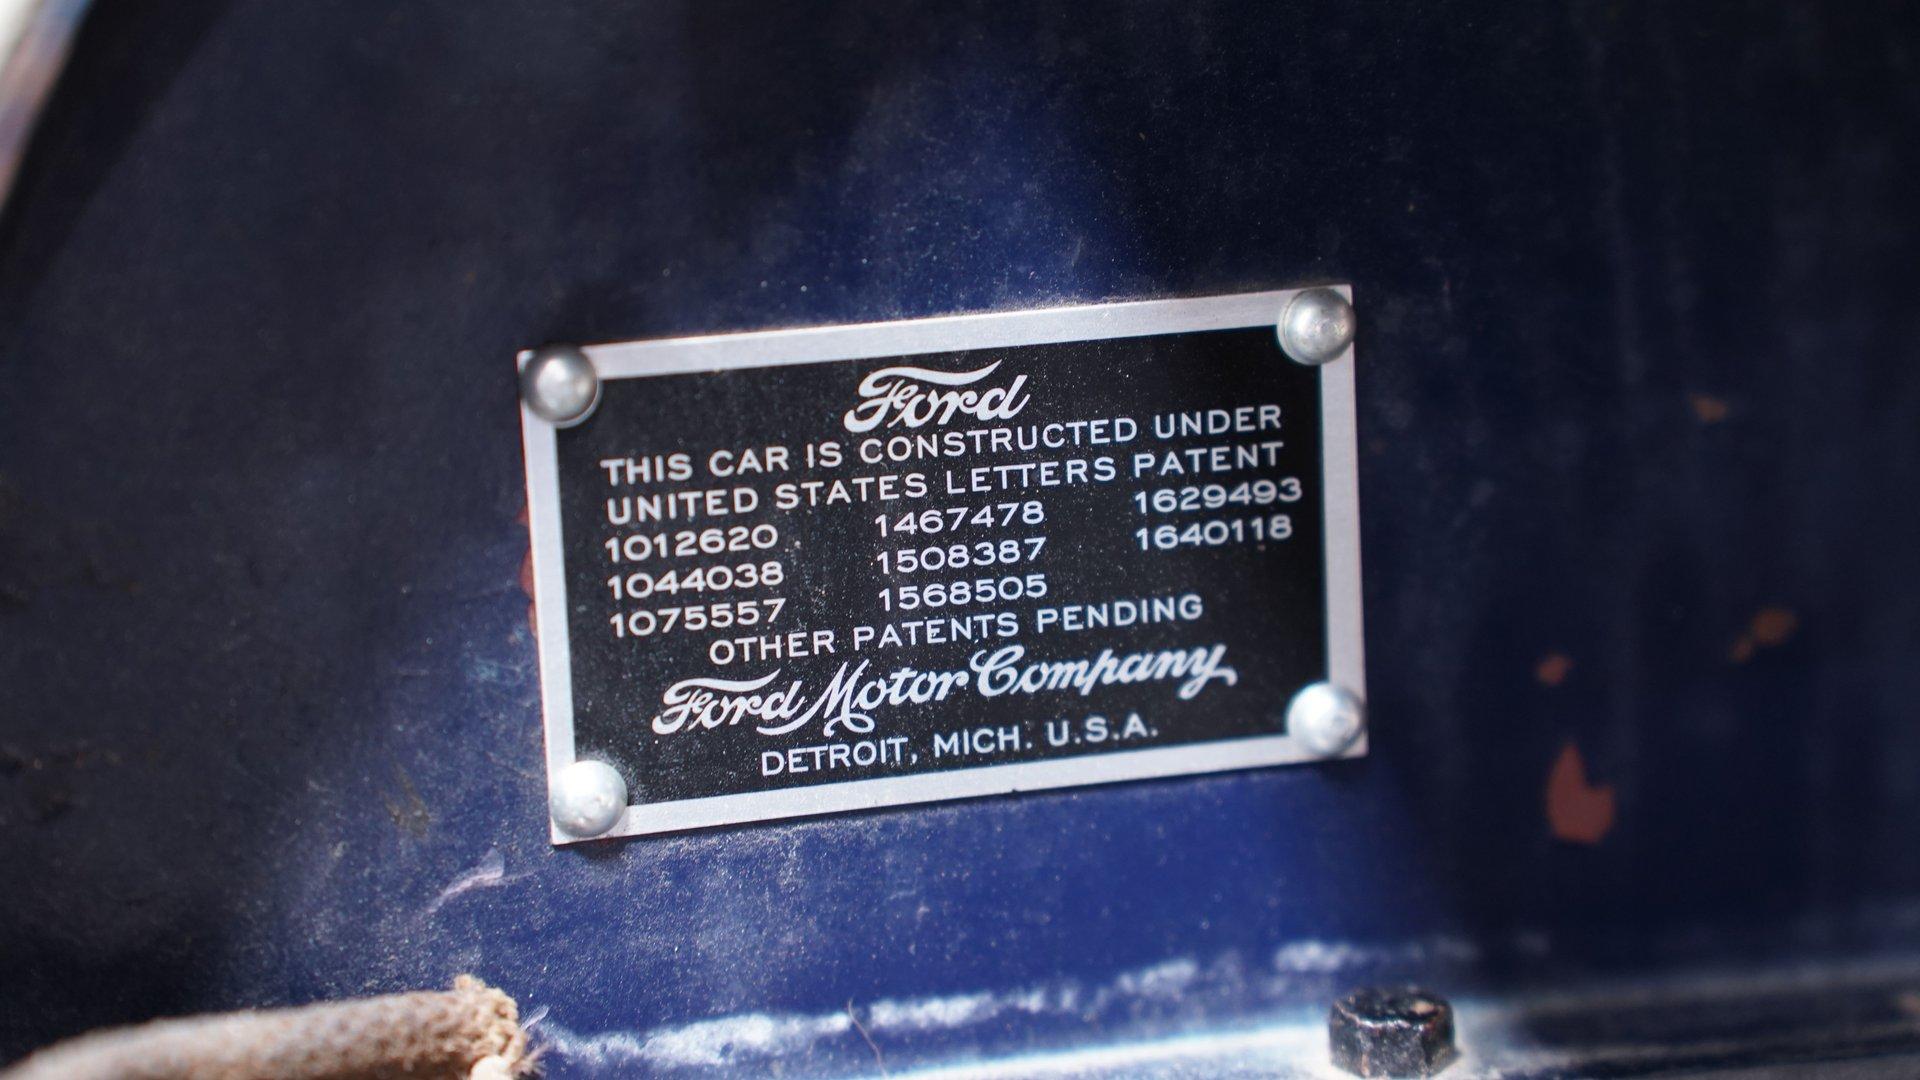 Ford
THIS CAR IS CONSTRUCTED UNDER
UNITED STATES LETTERS PATENT
1012620 1467478 1629493
1044038 1508387 1640118
1075557 1568505
OTHER PATENTS PENDING
Ford Motor Company
DETROIT, MICH. U.S.A.